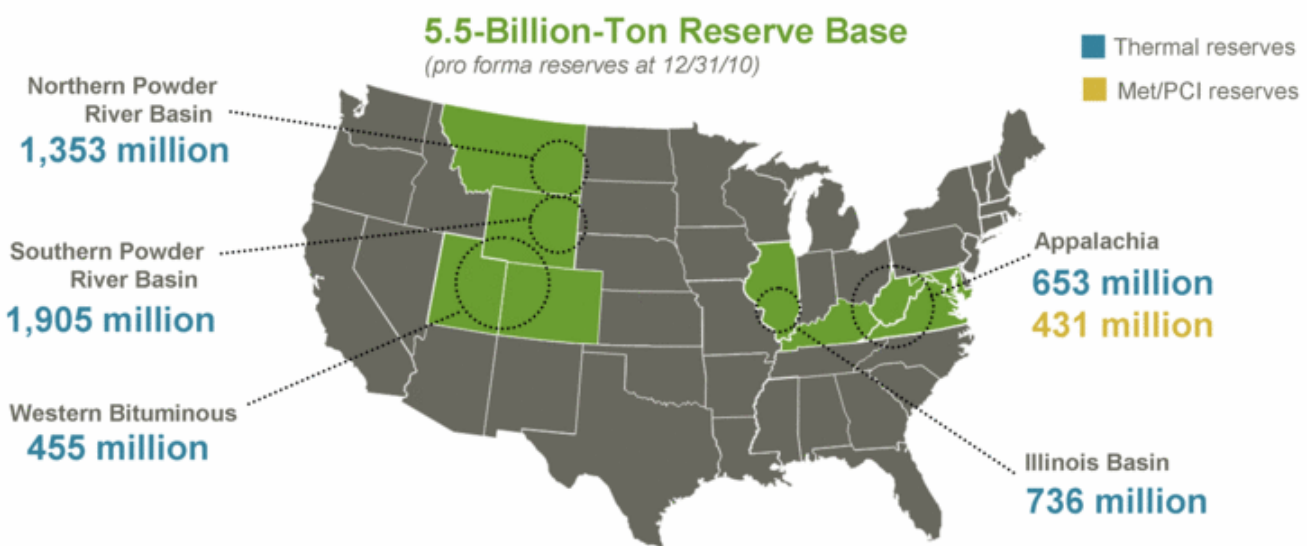 5.5-Billion-Ton Reserve Base
(pro forma reserves at 12/31/10)
Thermal reserves
Met/PCI reserves
Northern Powder
River Basin
1,353 million
Southern Powder
River Basin
1,905 million
Western Bituminous
455 million
Appalachia
653 million
431 million
Illinois Basin
736 million